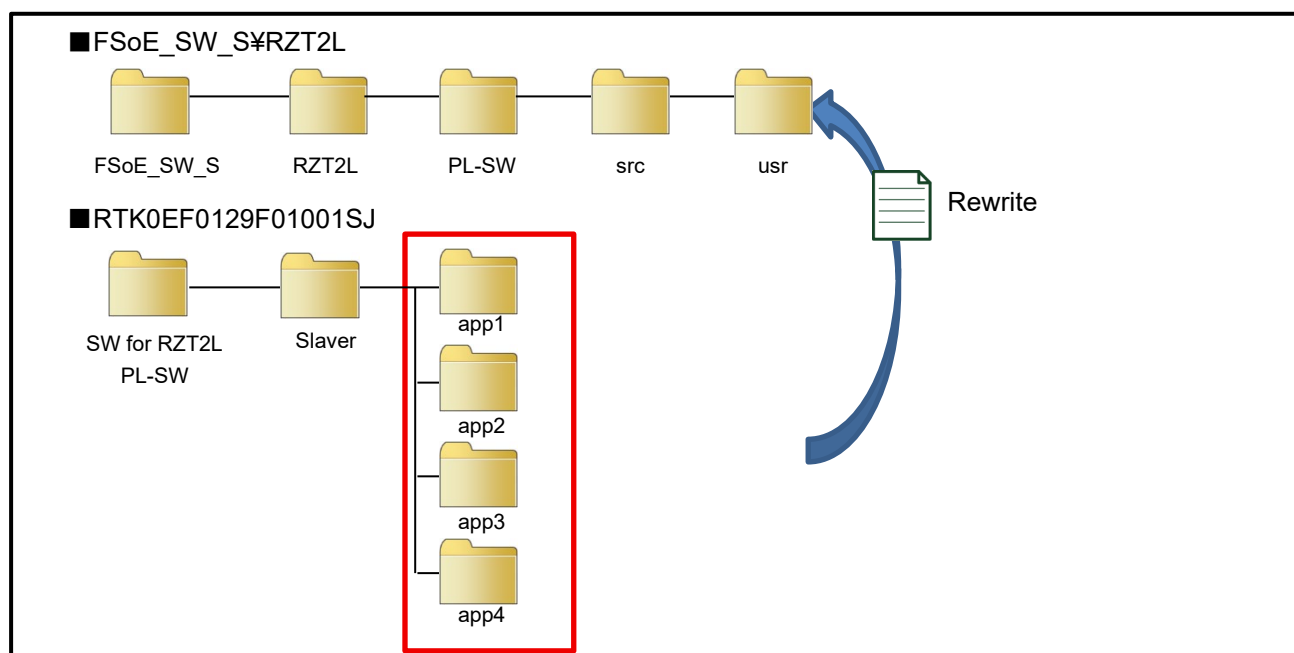 ■FSoE_SW_S¥RZT2L
FSoE_SW_S
RZT2L
PL-SW
src
usr
Rewrite
■RTK0EF0129F01001SJ
SW for RZT2L
PL-SW
Slaver
app1
app2
app3
app4